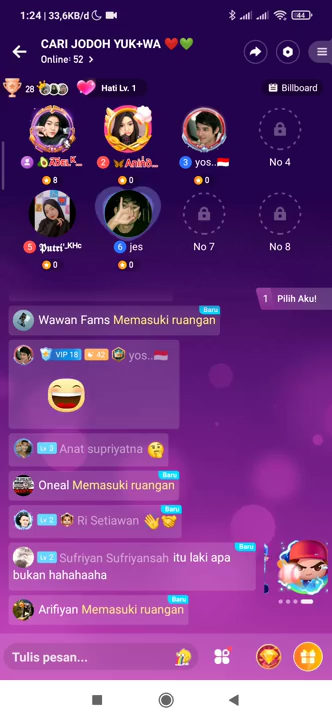 1:24 | 33,6KB/d
44
CARI JODOH YUK+WA ❤️💚
Online: 52 >
28
Hati Lv. 1
Billboard
2
3 yos..🇮🇩
No 4
8
0
0
5 Putri'-KHc
6 jes
No 7
No 8
0
0
1 Pilih Aku!
Baru
Wawan Fams Memasuki ruangan
VIP 18
42
yos..🇮🇩
Lv 3 Anat supriyatna 🤔
Baru
Oneal Memasuki ruangan
Baru
Lv 2 Ri Setiawan 👋🤝
Baru
Lv 2 Sufriyan Sufriyansah itu laki apa
bukan hahahaaha
Baru
Arifiyan Memasuki ruangan
Tulis pesan...